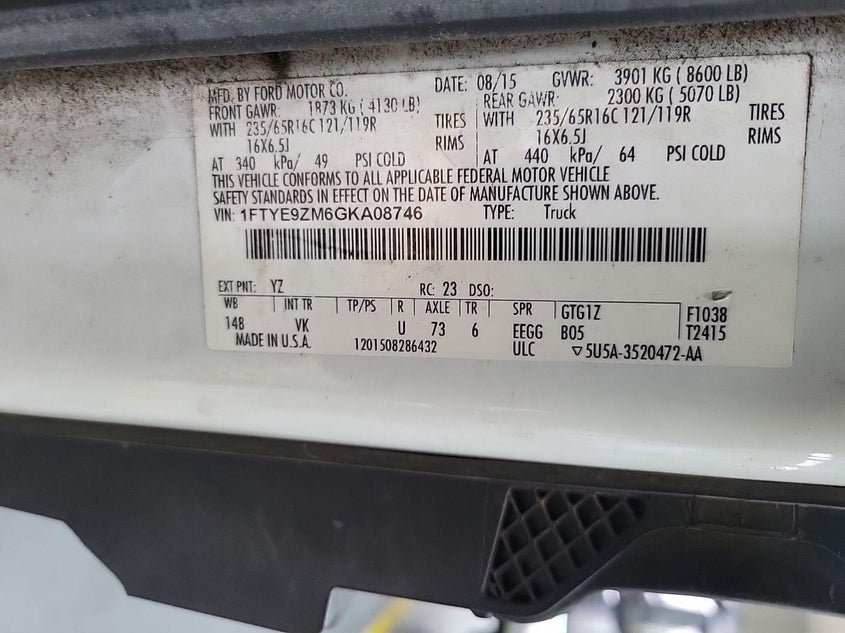 MFD. BY FORD MOTOR CO. DATE: 08/15 GVWR: 3901 KG ( 8600 LB)
FRONT GAWR: 1873 KG ( 4130 LB) REAR GAWR: 2300 KG ( 5070 LB)
WITH 235/65R16C 121/119R TIRES WITH 235/65R16C 121/119R TIRES
16X6.5J RIMS 16X6.5J RIMS
AT 340 kPa/ 49 PSI COLD AT 440 kPa/ 64 PSI COLD
THIS VEHICLE CONFORMS TO ALL APPLICABLE FEDERAL MOTOR VEHICLE
SAFETY STANDARDS IN EFFECT ON THE DATE OF MANUFACTURE SHOWN ABOVE.
VIN: 1FTYE9ZM6GKA08746 TYPE: Truck
EXT PNT: YZ RC: 23 DSO:
WB INT TR TP/PS R AXLE TR SPR GTG1Z F1038
148 VK U 73 6 EEGG B05 T2415
MADE IN U.S.A. 1201508286432 ULC ▽5U5A-3520472-AA